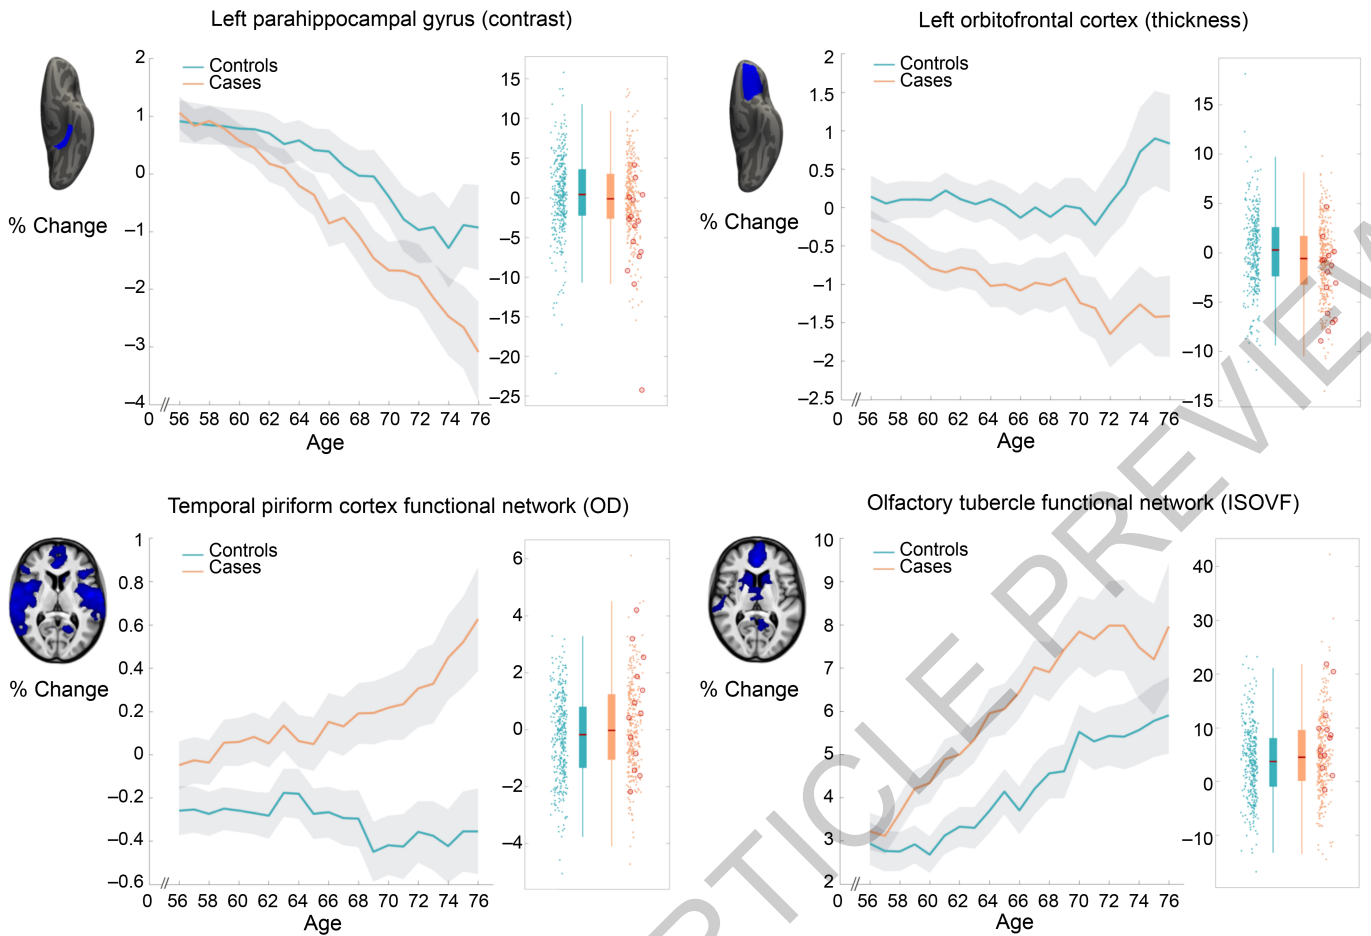 Left parahippocampal gyrus (contrast)
Controls
Cases
% Change
2
1
0
–1
–2
–3
–4
0 56 58 60 62 64 66 68 70 72 74 76
Age
15
10
5
0
–5
–10
–15
–20
–25
Left orbitofrontal cortex (thickness)
Controls
Cases
% Change
2
1.5
1
0.5
0
–0.5
–1
–1.5
–2
–2.5
0 56 58 60 62 64 66 68 70 72 74 76
Age
15
10
5
0
–5
–10
–15
Temporal piriform cortex functional network (OD)
Controls
Cases
% Change
1
0.8
0.6
0.4
0.2
0
–0.2
–0.4
–0.6
0 56 58 60 62 64 66 68 70 72 74 76
Age
6
4
2
0
–2
–4
Olfactory tubercle functional network (ISOVF)
Controls
Cases
% Change
10
9
8
7
6
5
4
3
2
0 56 58 60 62 64 66 68 70 72 74 76
Age
40
30
20
10
0
–10
ARTICLE PREVIEW